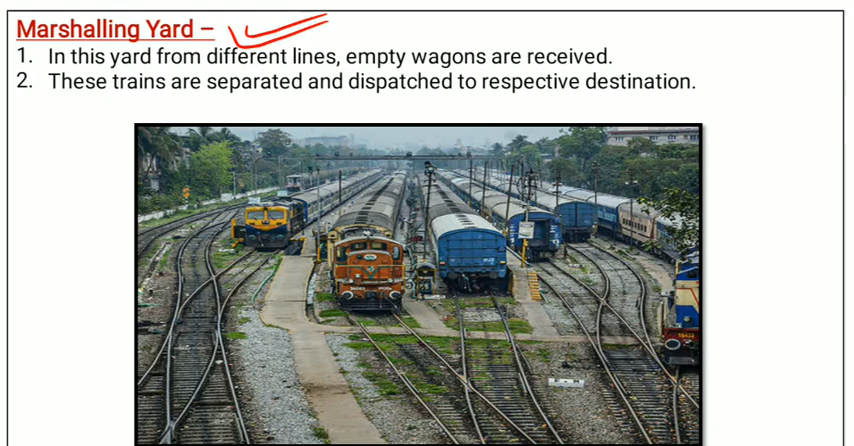 Marshalling Yard –
1. In this yard from different lines, empty wagons are received.
2. These trains are separated and dispatched to respective destination.